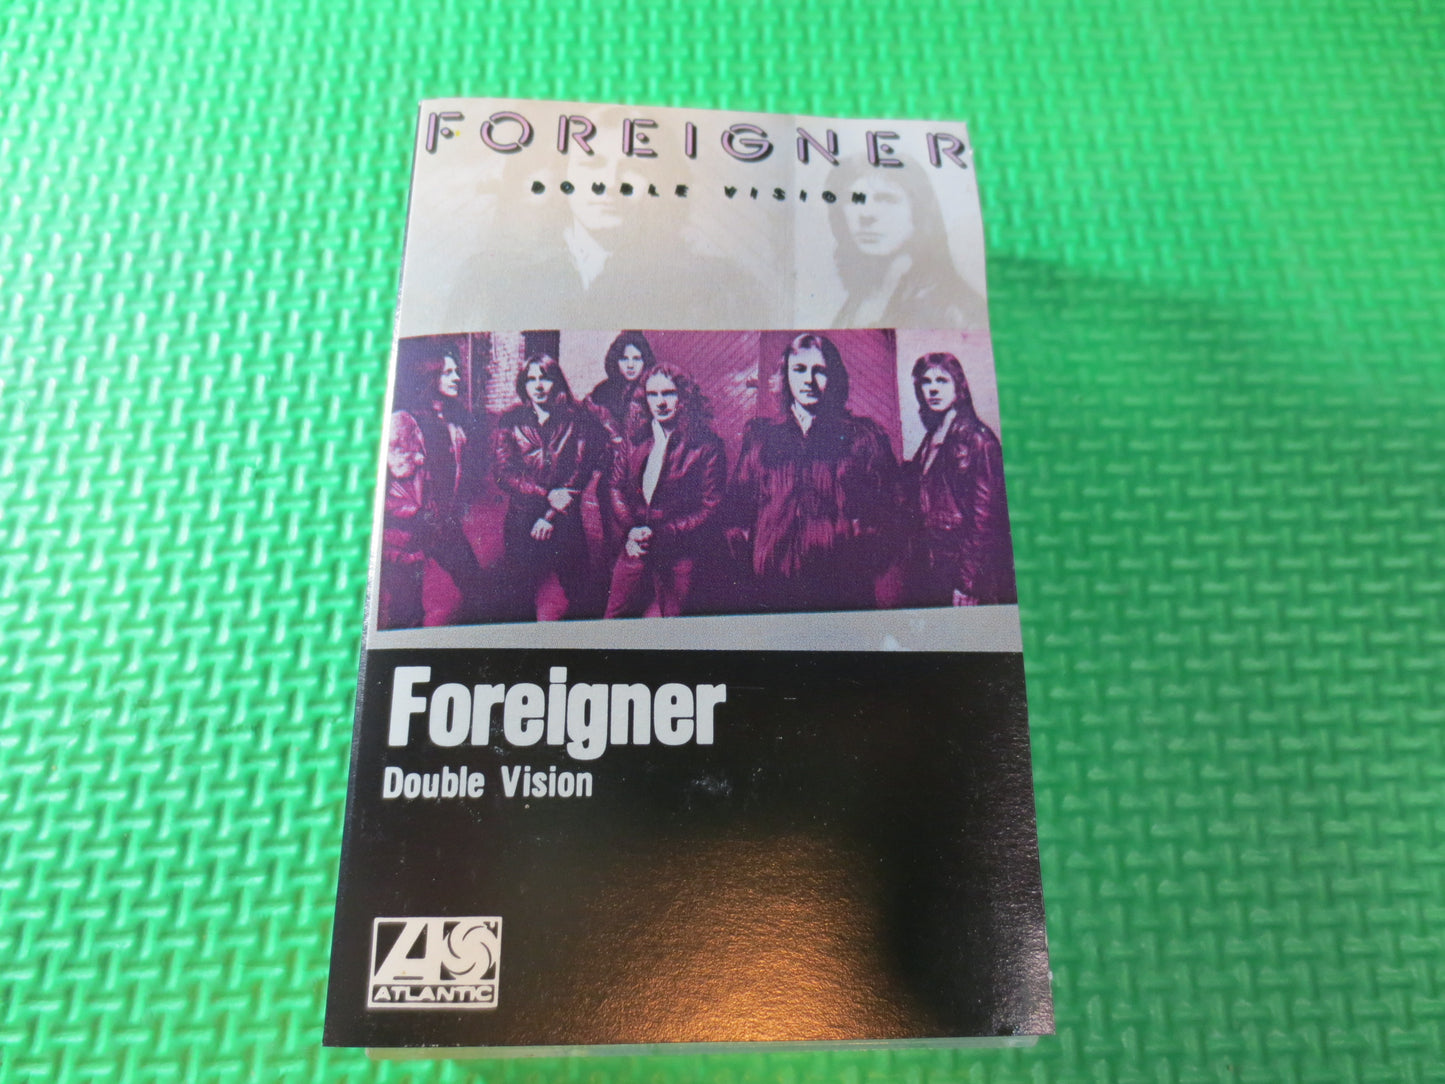 FOREIGNER
DOUBLE VISION
Foreigner
Double Vision
ATLANTIC